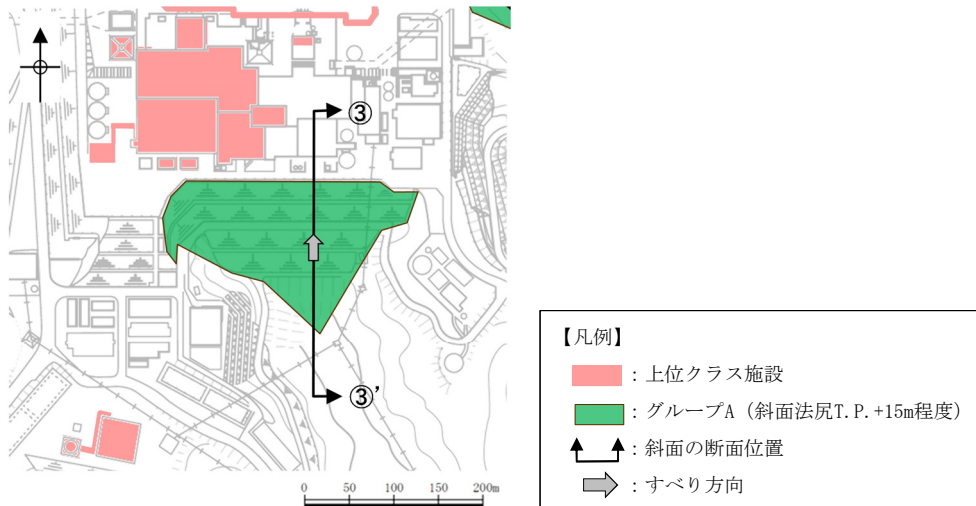 ③
③’
0 50 100 150 200m
【凡例】
：上位クラス施設
：グループA（斜面法尻T.P.+15m程度）
：斜面の断面位置
：すべり方向